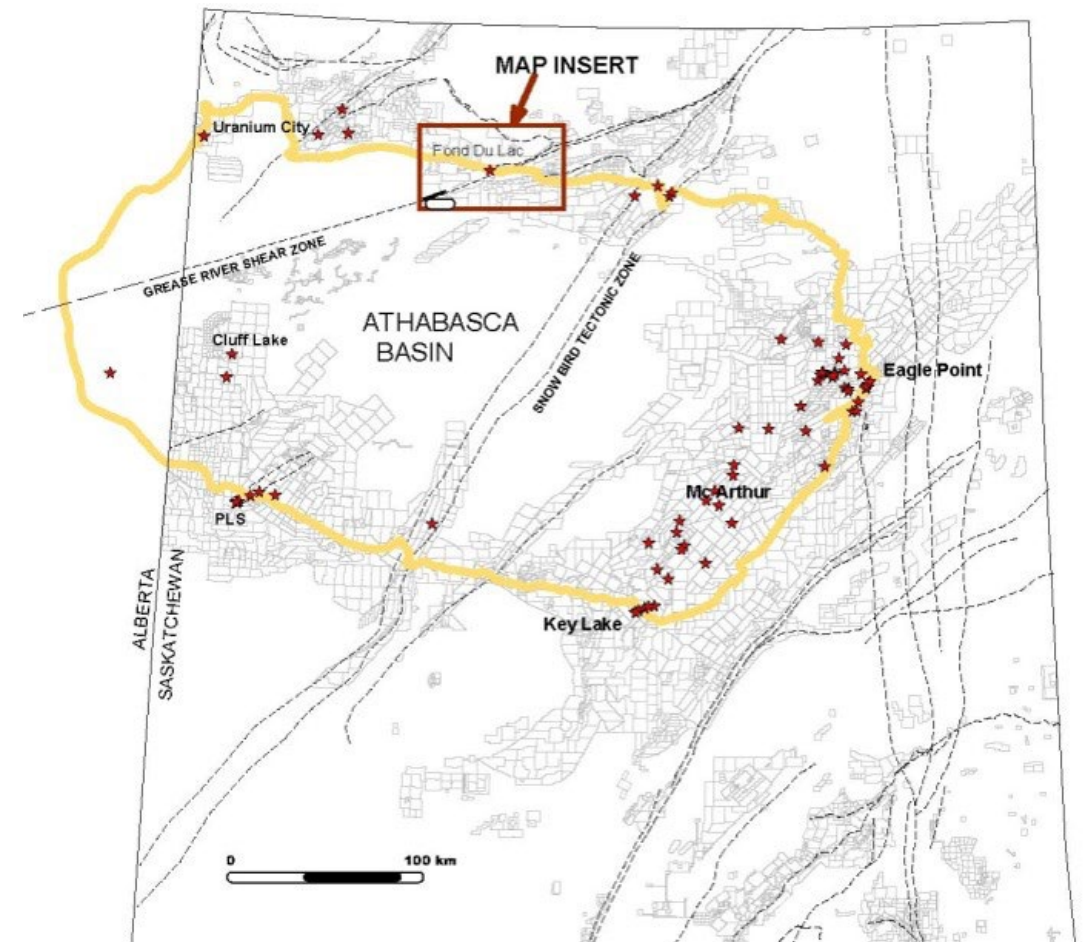 MAP INSERT
Uranium City
Fond Du Lac
GREASE RIVER SHEAR ZONE
SNOW BIRD TECTONIC ZONE
ATHABASCA
BASIN
Cluff Lake
Eagle Point
McArthur
PLS
Key Lake
ALBERTA
SASKATCHEWAN
0 100 km